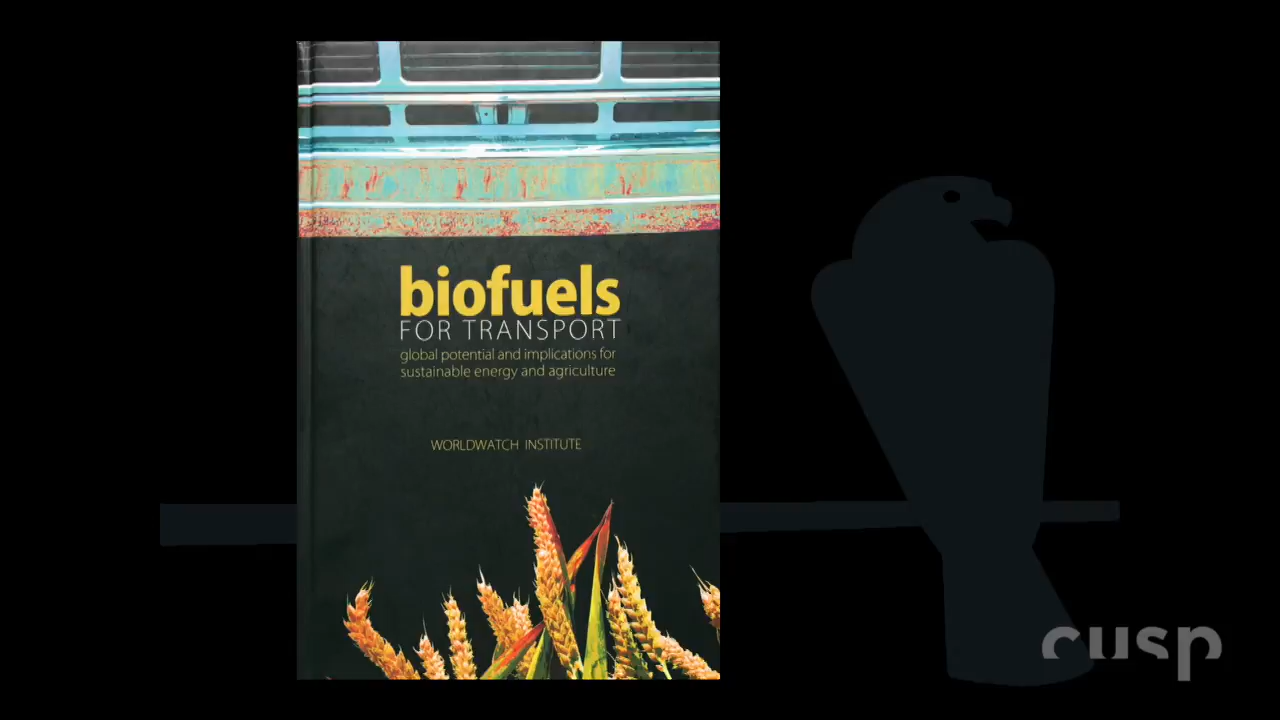 biofuels
FOR TRANSPORT
global potential and implications for
sustainable energy and agriculture
WORLDWATCH INSTITUTE
cusp